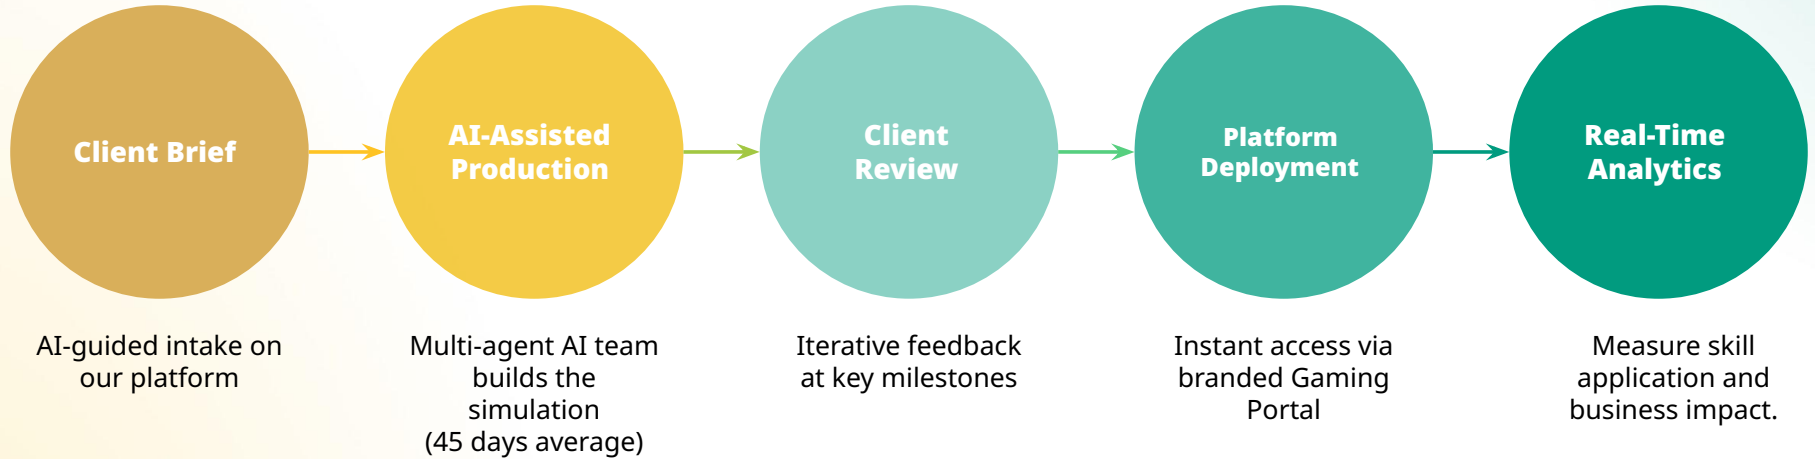 Client Brief
AI-Assisted
Production
Client
Review
Platform
Deployment
Real-Time
Analytics
AI-guided intake on
our platform
Multi-agent AI team
builds the
simulation
(45 days average)
Iterative feedback
at key milestones
Instant access via
branded Gaming
Portal
Measure skill
application and
business impact.